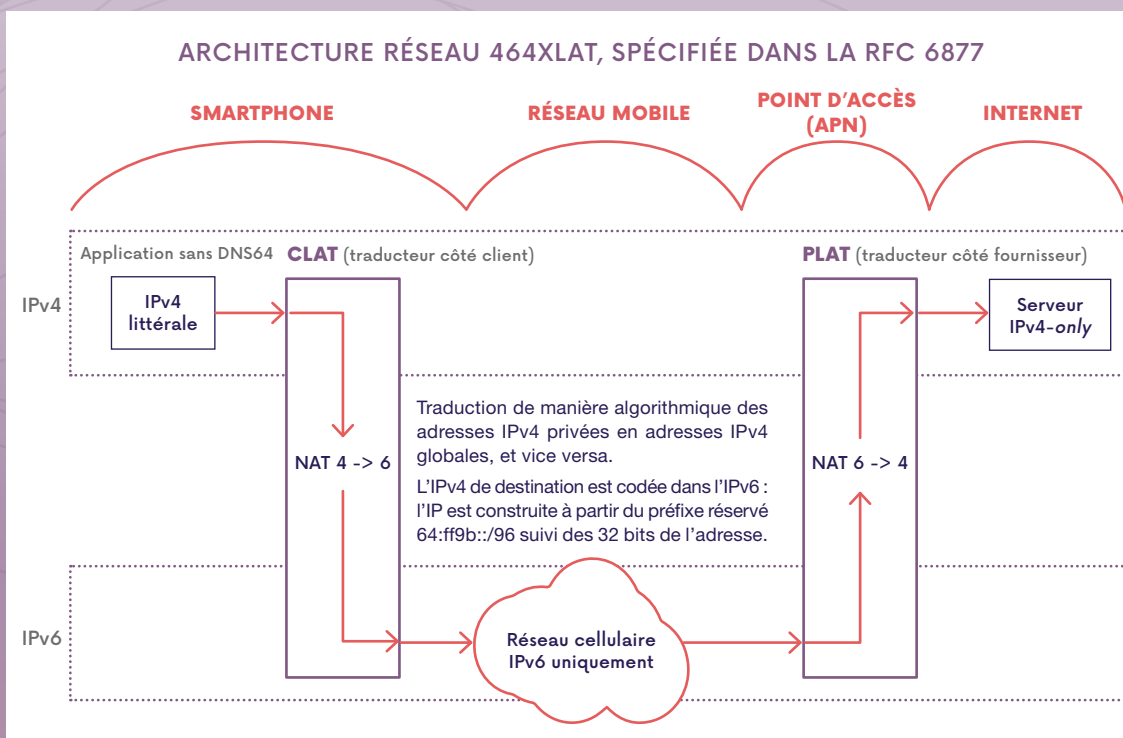 ARCHITECTURE RÉSEAU 464XLAT, SPÉCIFIÉE DANS LA RFC 6877
SMARTPHONE
RÉSEAU MOBILE
POINT D'ACCÈS
(APN)
INTERNET
Application sans DNS64
CLAT (traducteur côté client)
PLAT (traducteur côté fournisseur)
IPv4
IPv4
littérale
Serveur
IPv4-only
Traduction de manière algorithmique des
adresses IPv4 privées en adresses IPv4
globales, et vice versa.
L'IPv4 de destination est codée dans l'IPv6 :
l'IP est construite à partir du préfixe réservé
64:ff9b::/96 suivi des 32 bits de l'adresse.
NAT 4 -> 6
NAT 6 -> 4
IPv6
Réseau cellulaire
IPv6 uniquement